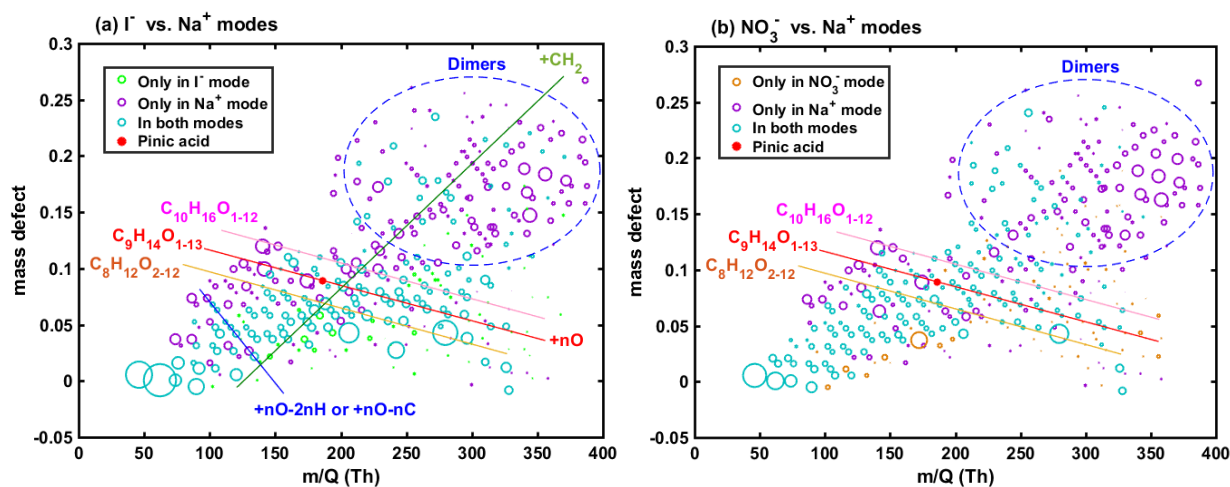 (a) I⁻ vs. Na⁺ modes
0.3
0.25
0.2
0.15
0.1
0.05
0
-0.05
mass defect
Only in I⁻ mode
Only in Na⁺ mode
In both modes
Pinic acid
Dimers
+CH₂
C₁₀H₁₆O₁₋₁₂
C₉H₁₄O₁₋₁₃
C₈H₁₂O₂₋₁₂
+nO
+nO-2nH or +nO-nC
0 50 100 150 200 250 300 350 400
m/Q (Th)
(b) NO₃⁻ vs. Na⁺ modes
0.3
0.25
0.2
0.15
0.1
0.05
0
-0.05
mass defect
Only in NO₃⁻ mode
Only in Na⁺ mode
In both modes
Pinic acid
Dimers
C₁₀H₁₆O₁₋₁₂
C₉H₁₄O₁₋₁₃
C₈H₁₂O₂₋₁₂
0 50 100 150 200 250 300 350 400
m/Q (Th)